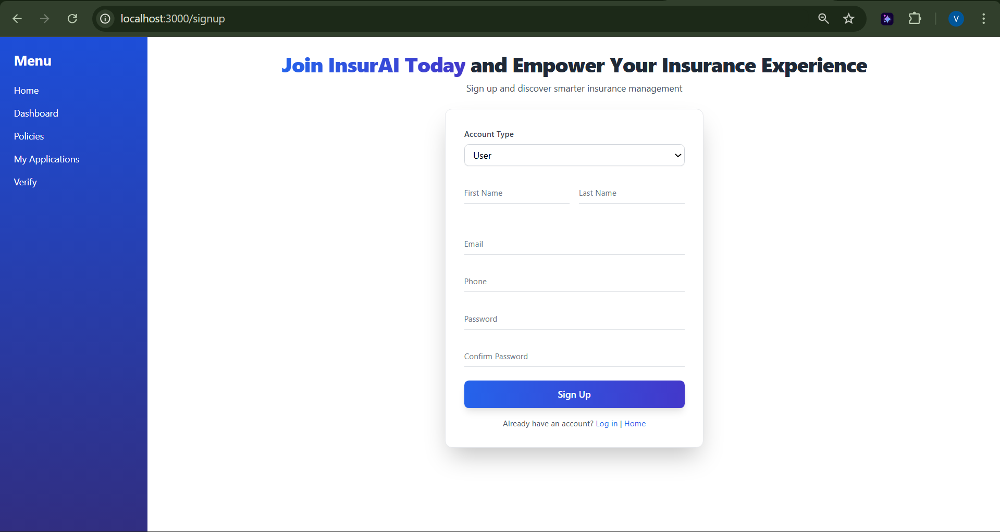 localhost:3000/signup
V
Menu
Home
Dashboard
Policies
My Applications
Verify
Join InsurAI Today and Empower Your Insurance Experience
Sign up and discover smarter insurance management
Account Type
User
First Name Last Name
Email
Phone
Password
Confirm Password
Sign Up
Already have an account? Log in | Home